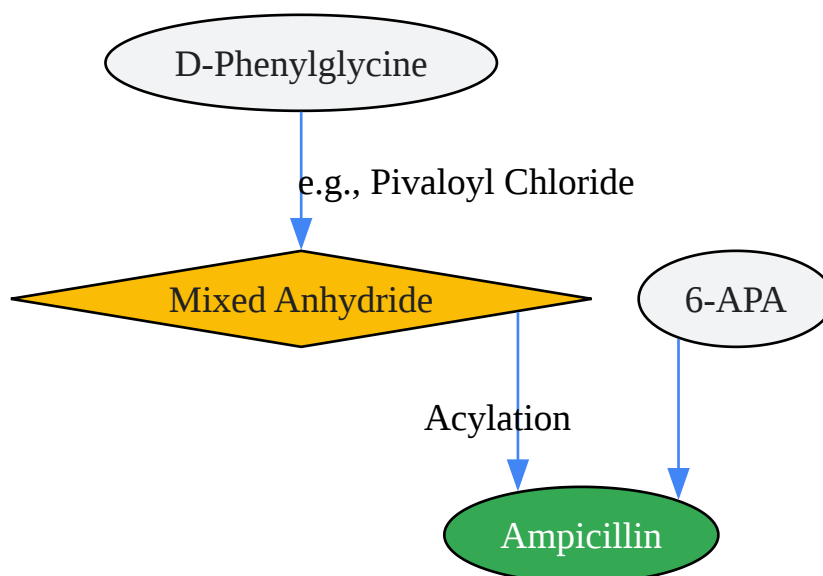 D-Phenylglycine
e.g., Pivaloyl Chloride
Mixed Anhydride
6-APA
Acylation
Ampicillin